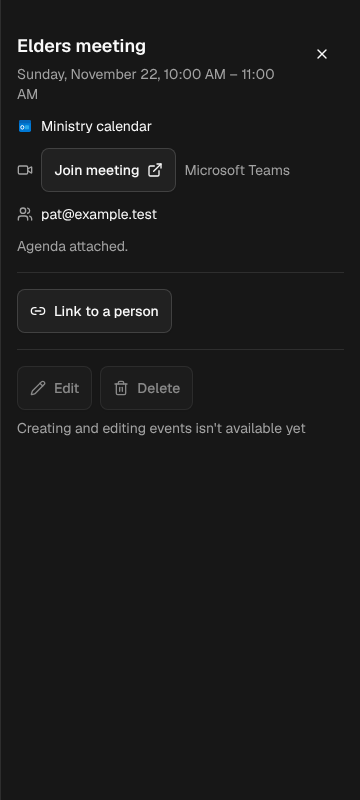 Elders meeting
Sunday, November 22, 10:00 AM – 11:00
AM
Ministry calendar
Join meeting Microsoft Teams
pat@example.test
Agenda attached.
Link to a person
Edit Delete
Creating and editing events isn't available yet